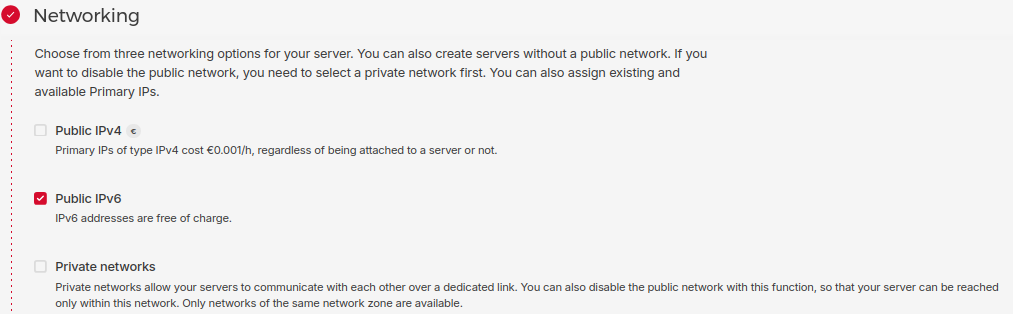 Networking
Choose from three networking options for your server. You can also create servers without a public network. If you
want to disable the public network, you need to select a private network first. You can also assign existing and
available Primary IPs.
Public IPv4 €
Primary IPs of type IPv4 cost €0.001/h, regardless of being attached to a server or not.
Public IPv6
IPv6 addresses are free of charge.
Private networks
Private networks allow your servers to communicate with each other over a dedicated link. You can also disable the public network with this function, so that your server can be reached
only within this network. Only networks of the same network zone are available.